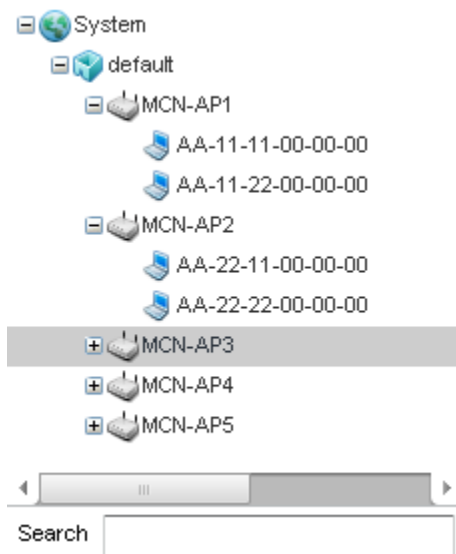 System
default
MCN-AP1
AA-11-11-00-00-00
AA-11-22-00-00-00
MCN-AP2
AA-22-11-00-00-00
AA-22-22-00-00-00
MCN-AP3
MCN-AP4
MCN-AP5
Search